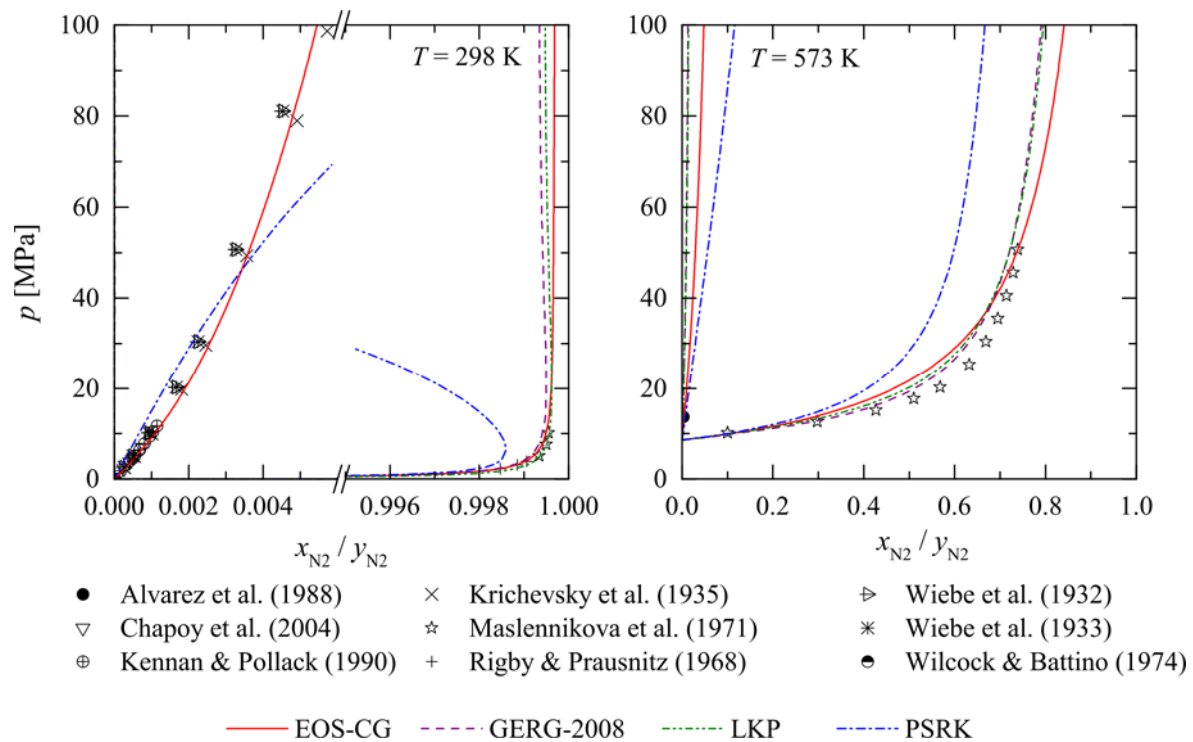 100
80
60
40
20
0
p [MPa]
T = 298 K
0.000
0.002
0.004
0.996
0.998
1.000
x_N2 / y_N2
100
80
60
40
20
0
T = 573 K
0.0
0.2
0.4
0.6
0.8
1.0
x_N2 / y_N2
Alvarez et al. (1988)
Krichevsky et al. (1935)
Wiebe et al. (1932)
Chapoy et al. (2004)
Maslennikova et al. (1971)
Wiebe et al. (1933)
Kennan & Pollack (1990)
Rigby & Prausnitz (1968)
Wilcock & Battino (1974)
EOS-CG
GERG-2008
LKP
PSRK